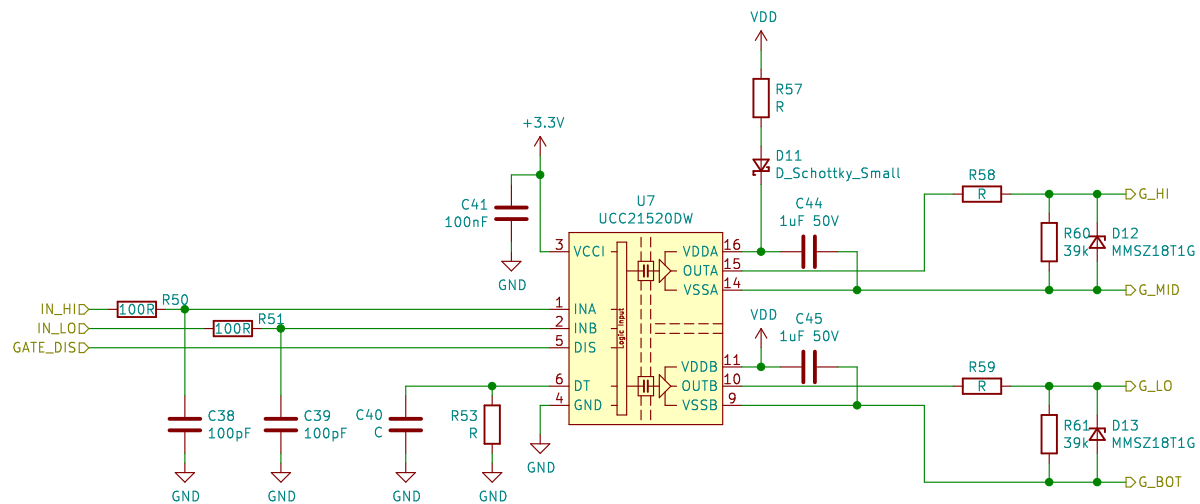 VDD
R57
R
+3.3V
D11
D_Schottky_Small
C41
100nF
GND
U7
UCC21520DW
C44
1uF 50V
R58
R
G_HI
R60
39k
D12
MMSZ18T1G
G_MID
3
VCCI
VDDA
16
OUTA
15
VSSA
14
IN_HI
100R
R50
1
INA
IN_LO
100R
R51
2
INB
GATE_DIS
5
DIS
Logic Input
VDD
C45
1uF 50V
VDDB
11
6
DT
OUTB
10
4
GND
VSSB
9
R59
R
G_LO
C38
100pF
C39
100pF
C40
C
R53
R
R61
39k
D13
MMSZ18T1G
G_BOT
GND
GND
GND
GND
GND